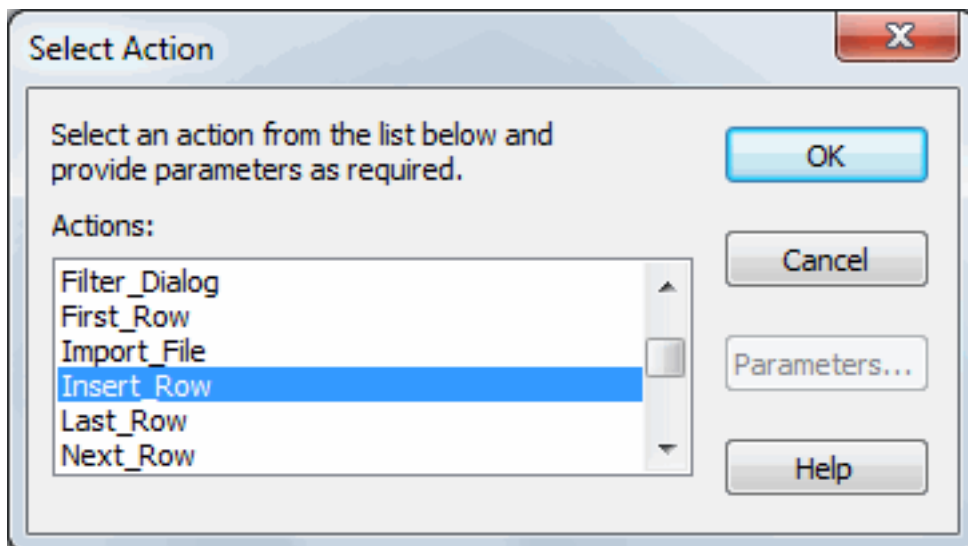 Select Action
Select an action from the list below and
provide parameters as required.
OK
Actions:
Cancel
Filter_Dialog
First_Row
Import_File
Insert_Row
Last_Row
Next_Row
Parameters...
Help